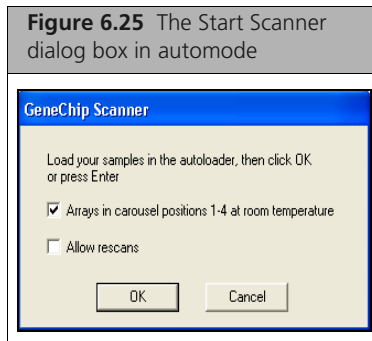 Figure 6.25 The Start Scanner
dialog box in automode
GeneChip Scanner
Load your samples in the autoloader, then click OK
or press Enter
Arrays in carousel positions 1-4 at room temperature
Allow rescans
OK
Cancel